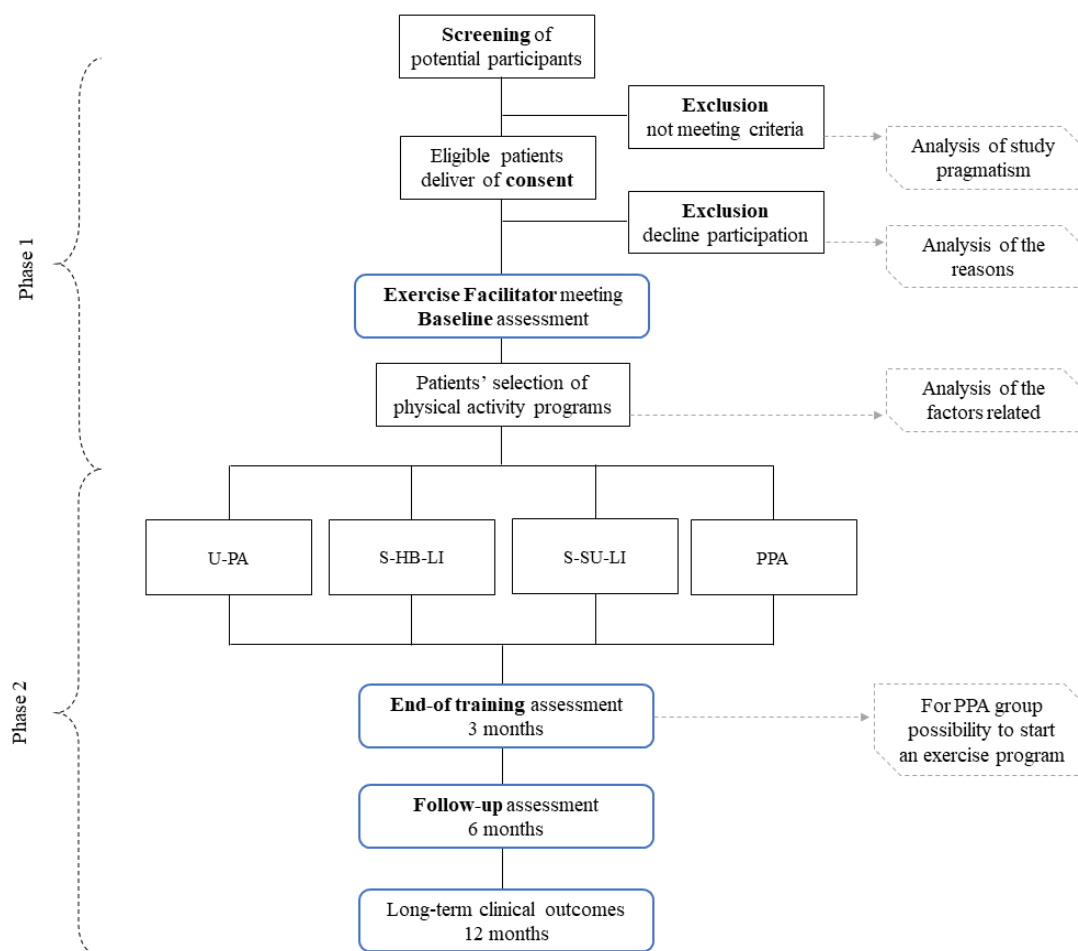 Screening of
potential participants
Exclusion
not meeting criteria
Analysis of study
pragmatism
Eligible patients
deliver of consent
Exclusion
decline participation
Analysis of the
reasons
Phase 1
Exercise Facilitator meeting
Baseline assessment
Patients’ selection of
physical activity programs
Analysis of the
factors related
U-PA
S-HB-LI
S-SU-LI
PPA
Phase 2
End-of training assessment
3 months
For PPA group
possibility to start
an exercise program
Follow-up assessment
6 months
Long-term clinical outcomes
12 months